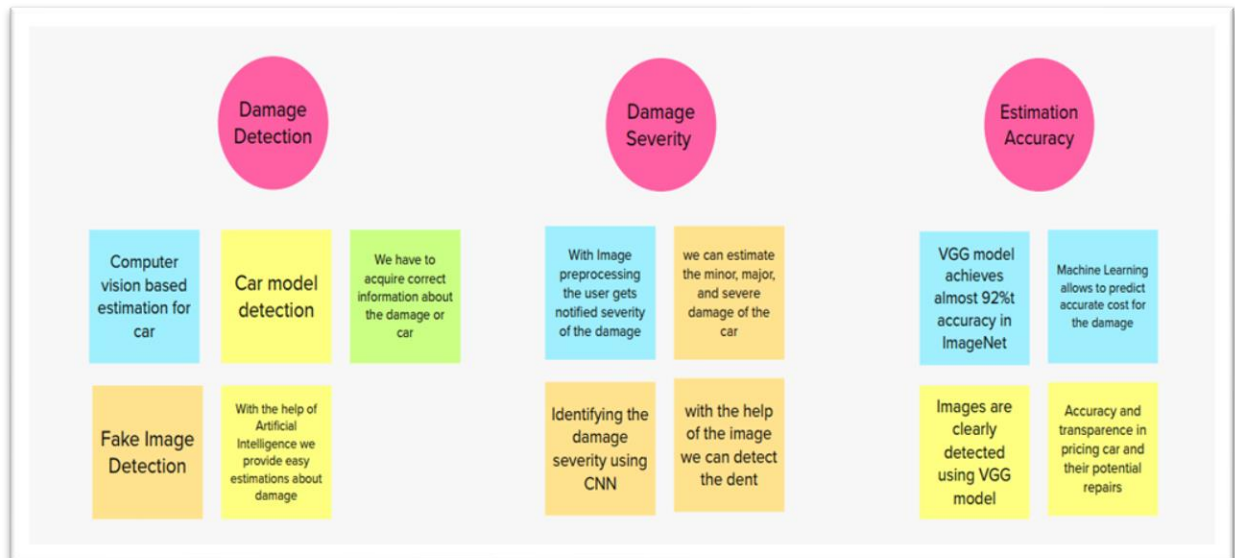 Damage
Detection
Damage
Severity
Estimation
Accuracy
Computer
vision based
estimation for
car
Car model
detection
We have to
acquire correct
information about
the damage or
car
Fake Image
Detection
With the help of
Artificial
Intelligence we
provide easy
estimations about
damage
With Image
preprocessing
the user gets
notified severity
of the damage
we can estimate
the minor, major,
and severe
damage of the
car
Identifying the
damage
severity using
CNN
with the help
of the image
we can detect
the dent
VGG model
achieves
almost 92%t
accuracy in
ImageNet
Machine Learning
allows to predict
accurate cost for
the damage
Images are
clearly
detected
using VGG
model
Accuracy and
transparence in
pricing car and
their potential
repairs